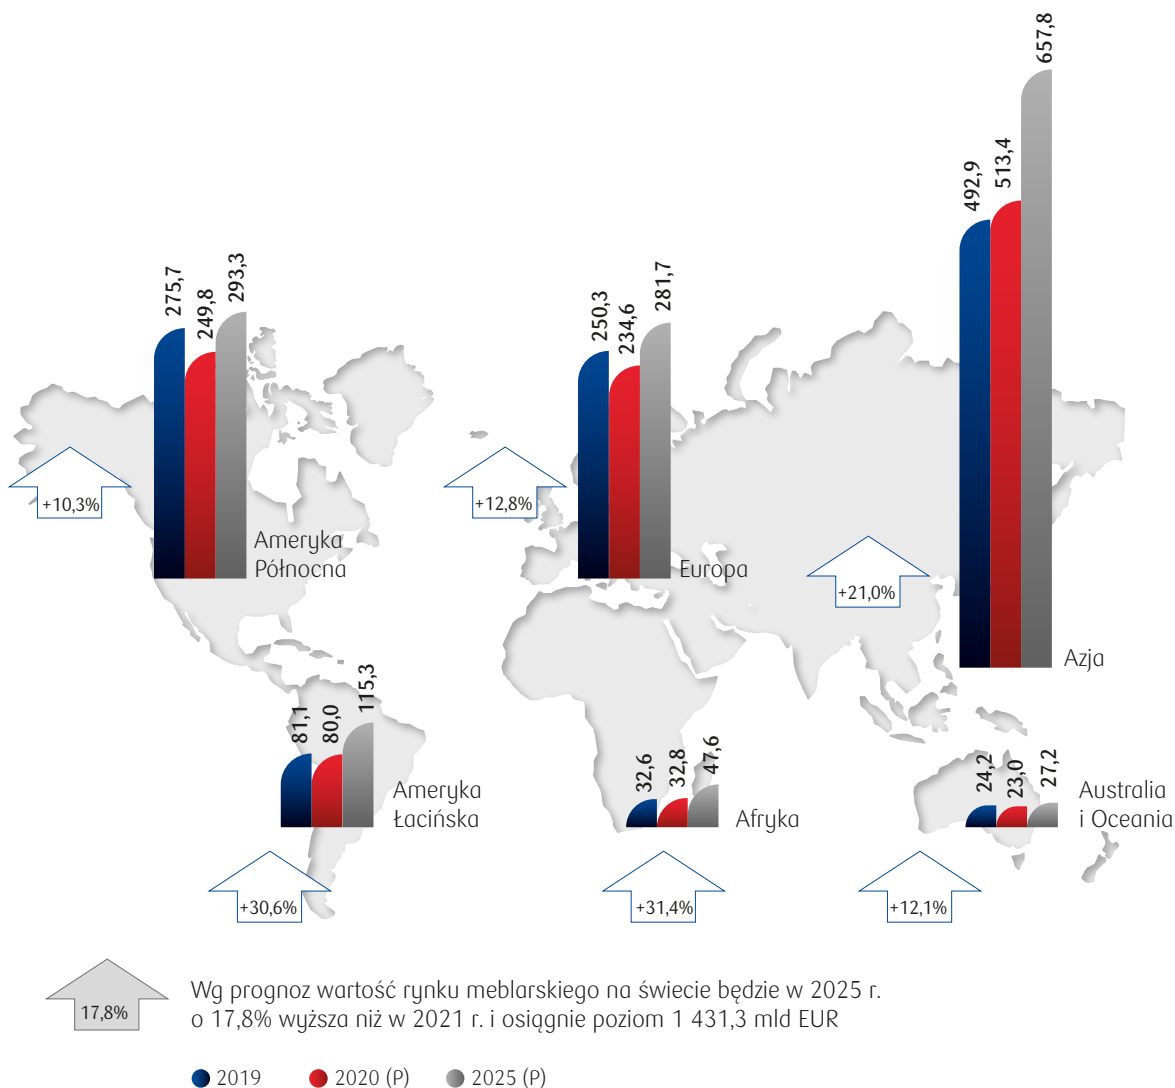 275,7
249,8
293,3
+10,3%
Ameryka
Północna
250,3
234,6
281,7
+12,8%
Europa
492,9
513,4
657,8
+21,0%
Azja
81,1
80,0
115,3
Ameryka
Łacińska
+30,6%
32,6
32,8
47,6
Afryka
+31,4%
24,2
23,0
27,2
Australia
i Oceania
+12,1%
17,8%
Wg prognoz wartość rynku meblarskiego na świecie będzie w 2025 r.
o 17,8% wyższa niż w 2021 r. i osiągnie poziom 1 431,3 mld EUR
2019
2020 (P)
2025 (P)